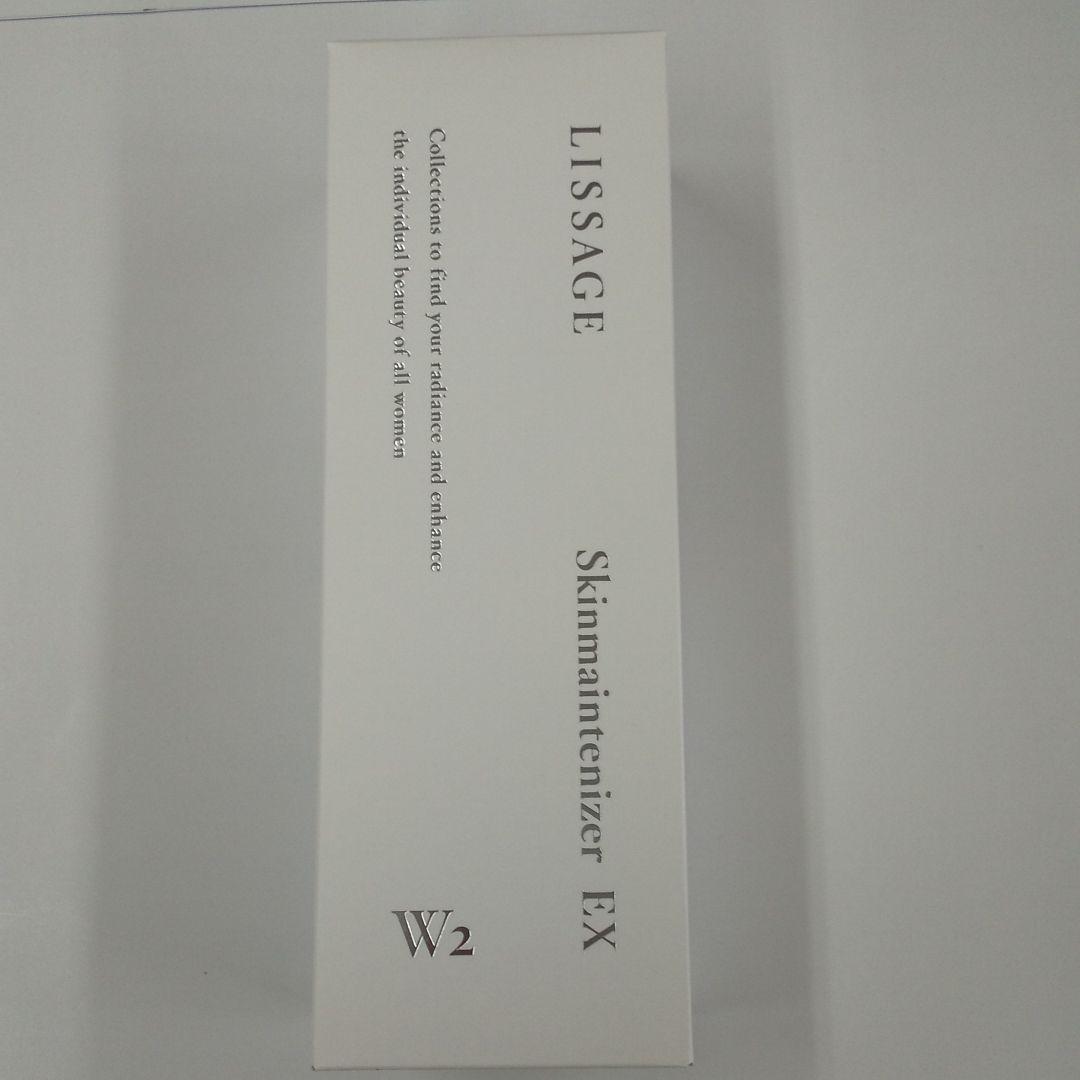 LISSAGE
Skinmaintenizer EX
Collections to find your radiance and enhance
the individual beauty of all women
W2